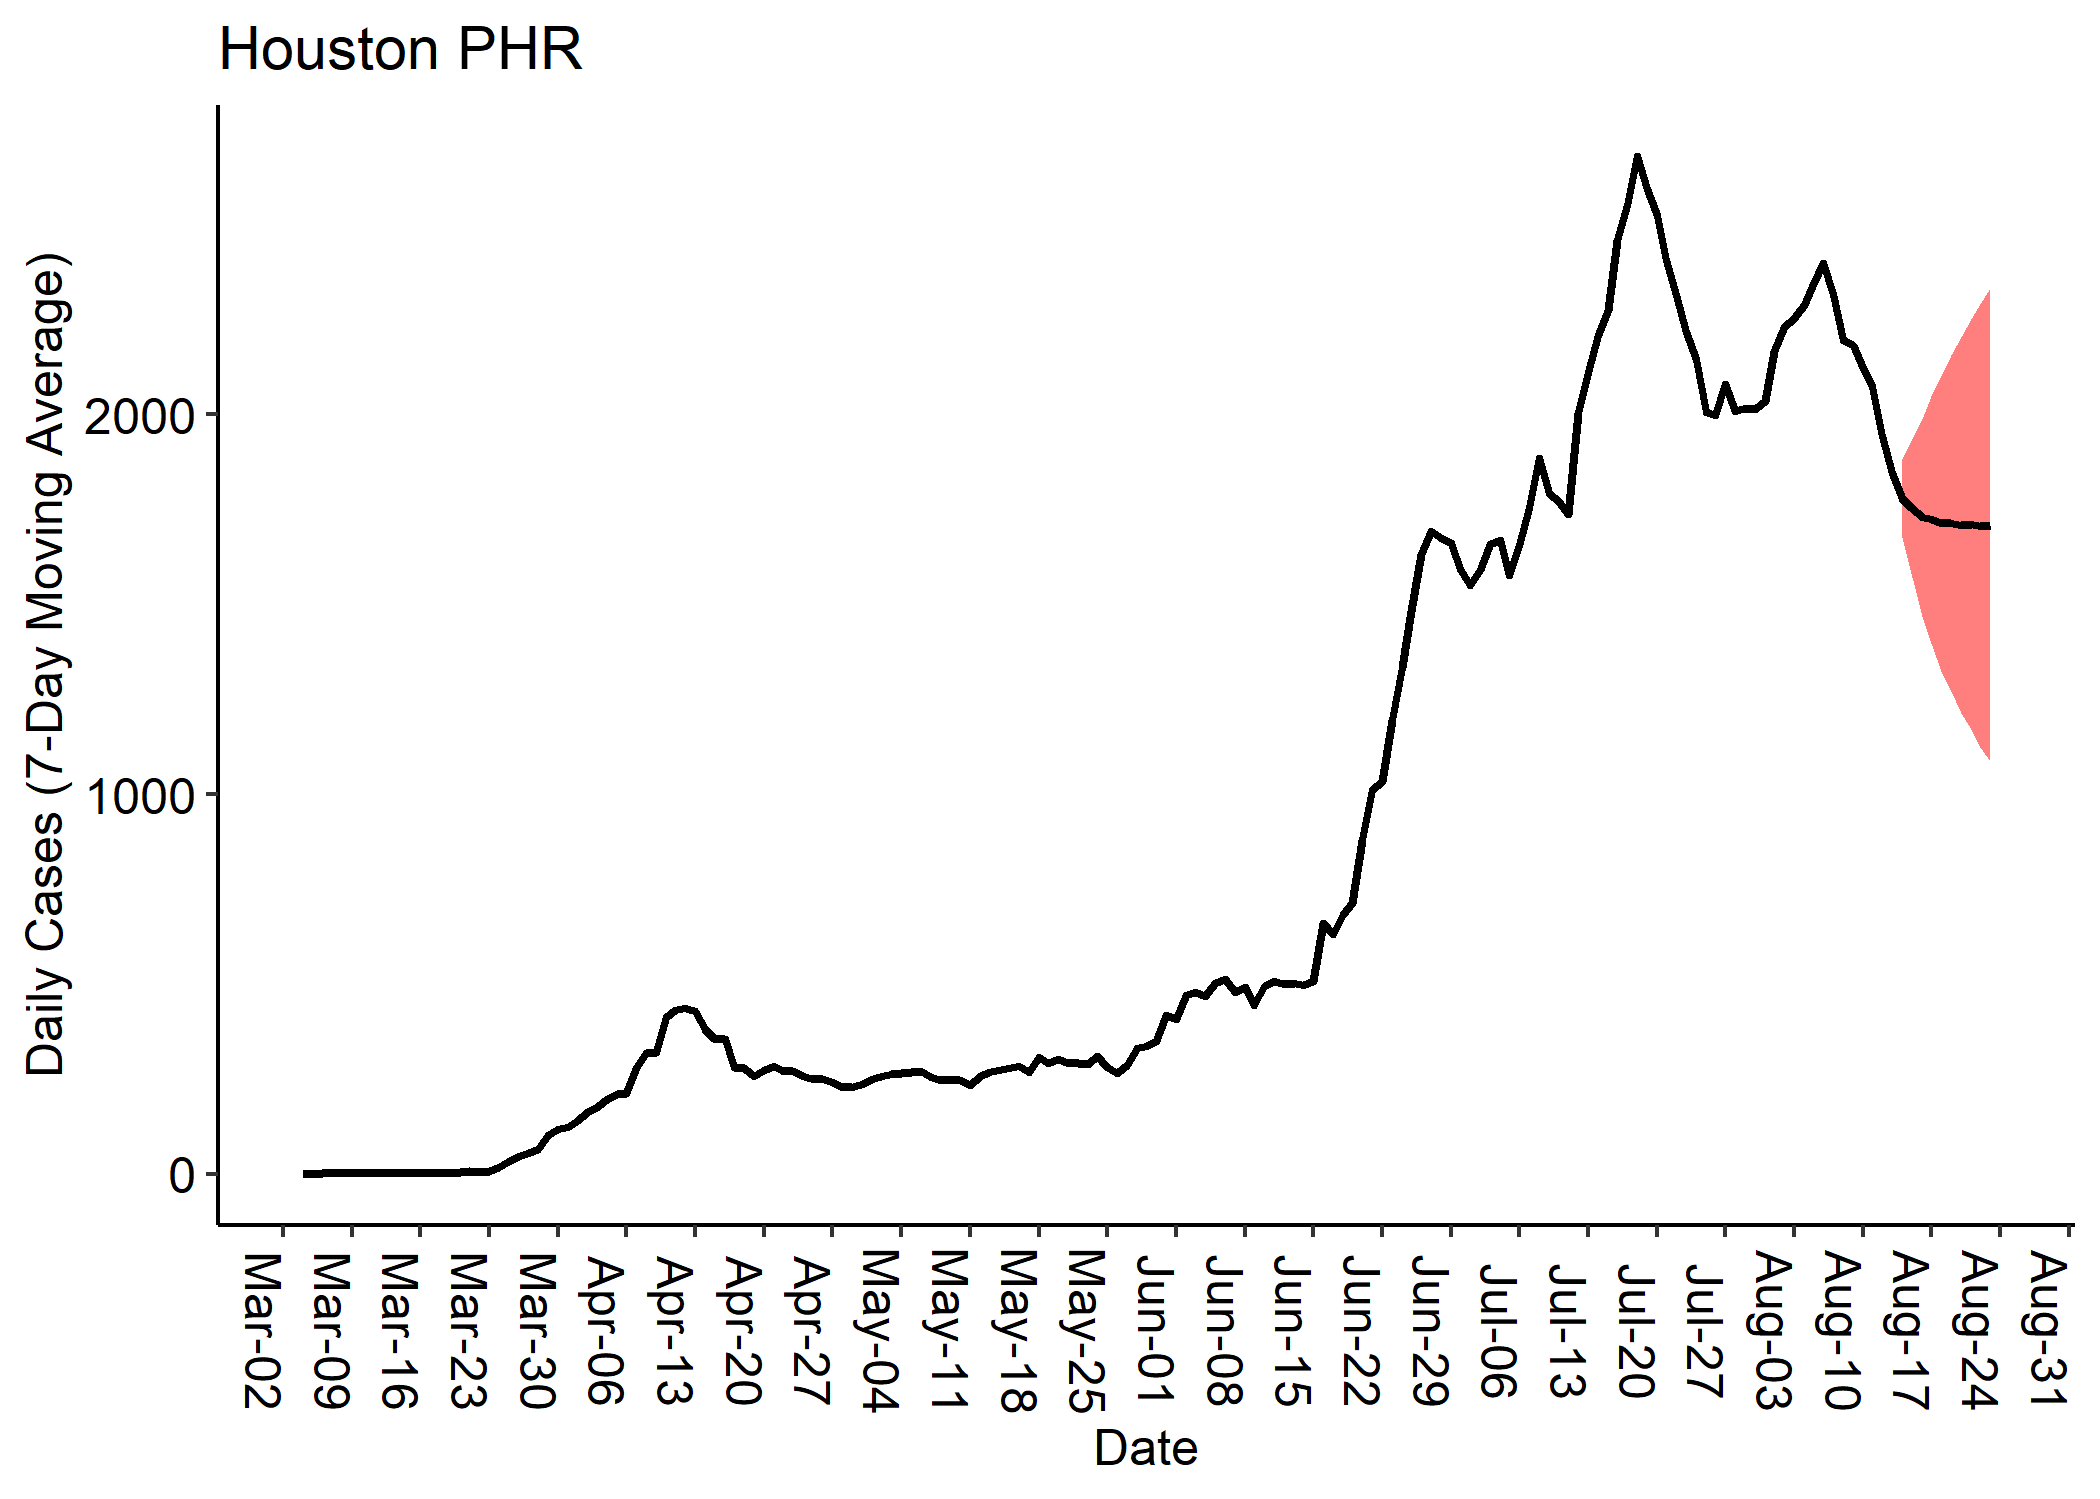 Houston PHR
Daily Cases (7-Day Moving Average)
2000
1000
0
Mar-02
Mar-09
Mar-16
Mar-23
Mar-30
Apr-06
Apr-13
Apr-20
Apr-27
May-04
May-11
May-18
May-25
Jun-01
Jun-08
Jun-15
Jun-22
Jun-29
Jul-06
Jul-13
Jul-20
Jul-27
Aug-03
Aug-10
Aug-17
Aug-24
Aug-31
Date